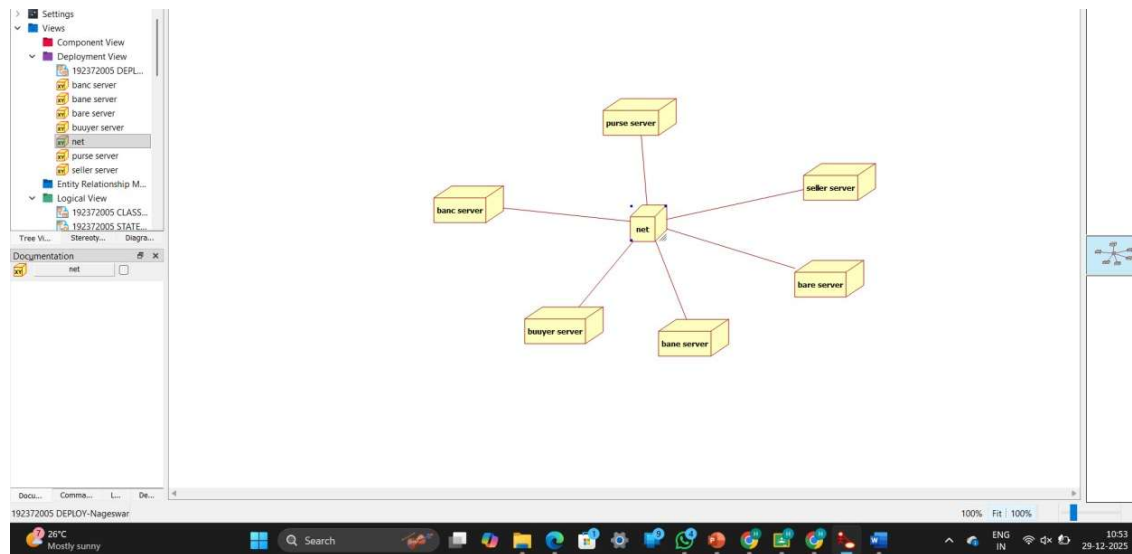 Settings
Views
Component View
Deployment View
192372005 DEPL...
banc server
bane server
bare server
buuyer server
net
purse server
seller server
Entity Relationship M...
Logical View
192372005 CLASS...
192372005 STATE...
Tree Vi... Stereoty... Diagra...
Documentation
net
purse server
seller server
banc server
net
bare server
buuyer server
bane server
Docu... Comma... L... De...
192372005 DEPLOY-Nageswar
100% Fit 100%
7
26°C
Mostly sunny
Search
ENG
IN
10:53
29-12-2025